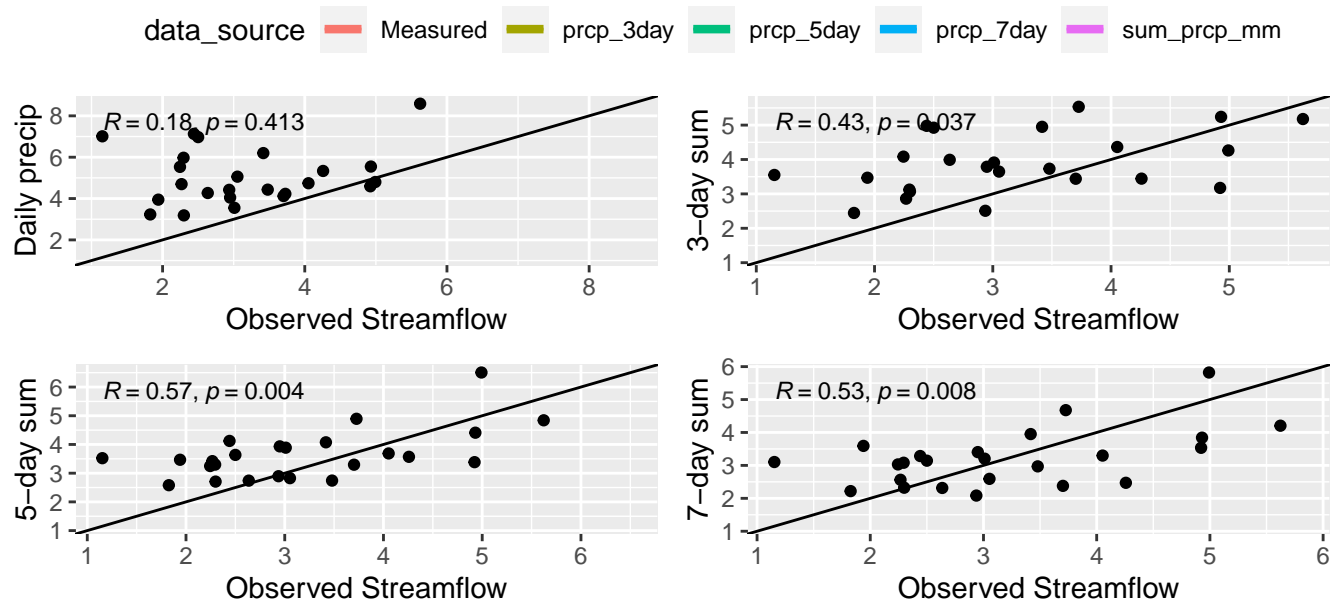 data_source Measured prcp_3day prcp_5day prcp_7day sum_prcp_mm
Daily precip
8
6
4
2
R = 0.18, p = 0.413
2 4 6 8
Observed Streamflow
3−day sum
5
4
3
2
1
R = 0.43, p = 0.037
1 2 3 4 5
Observed Streamflow
5−day sum
6
5
4
3
2
1
R = 0.57, p = 0.004
1 2 3 4 5 6
Observed Streamflow
7−day sum
6
5
4
3
2
1
R = 0.53, p = 0.008
1 2 3 4 5 6
Observed Streamflow